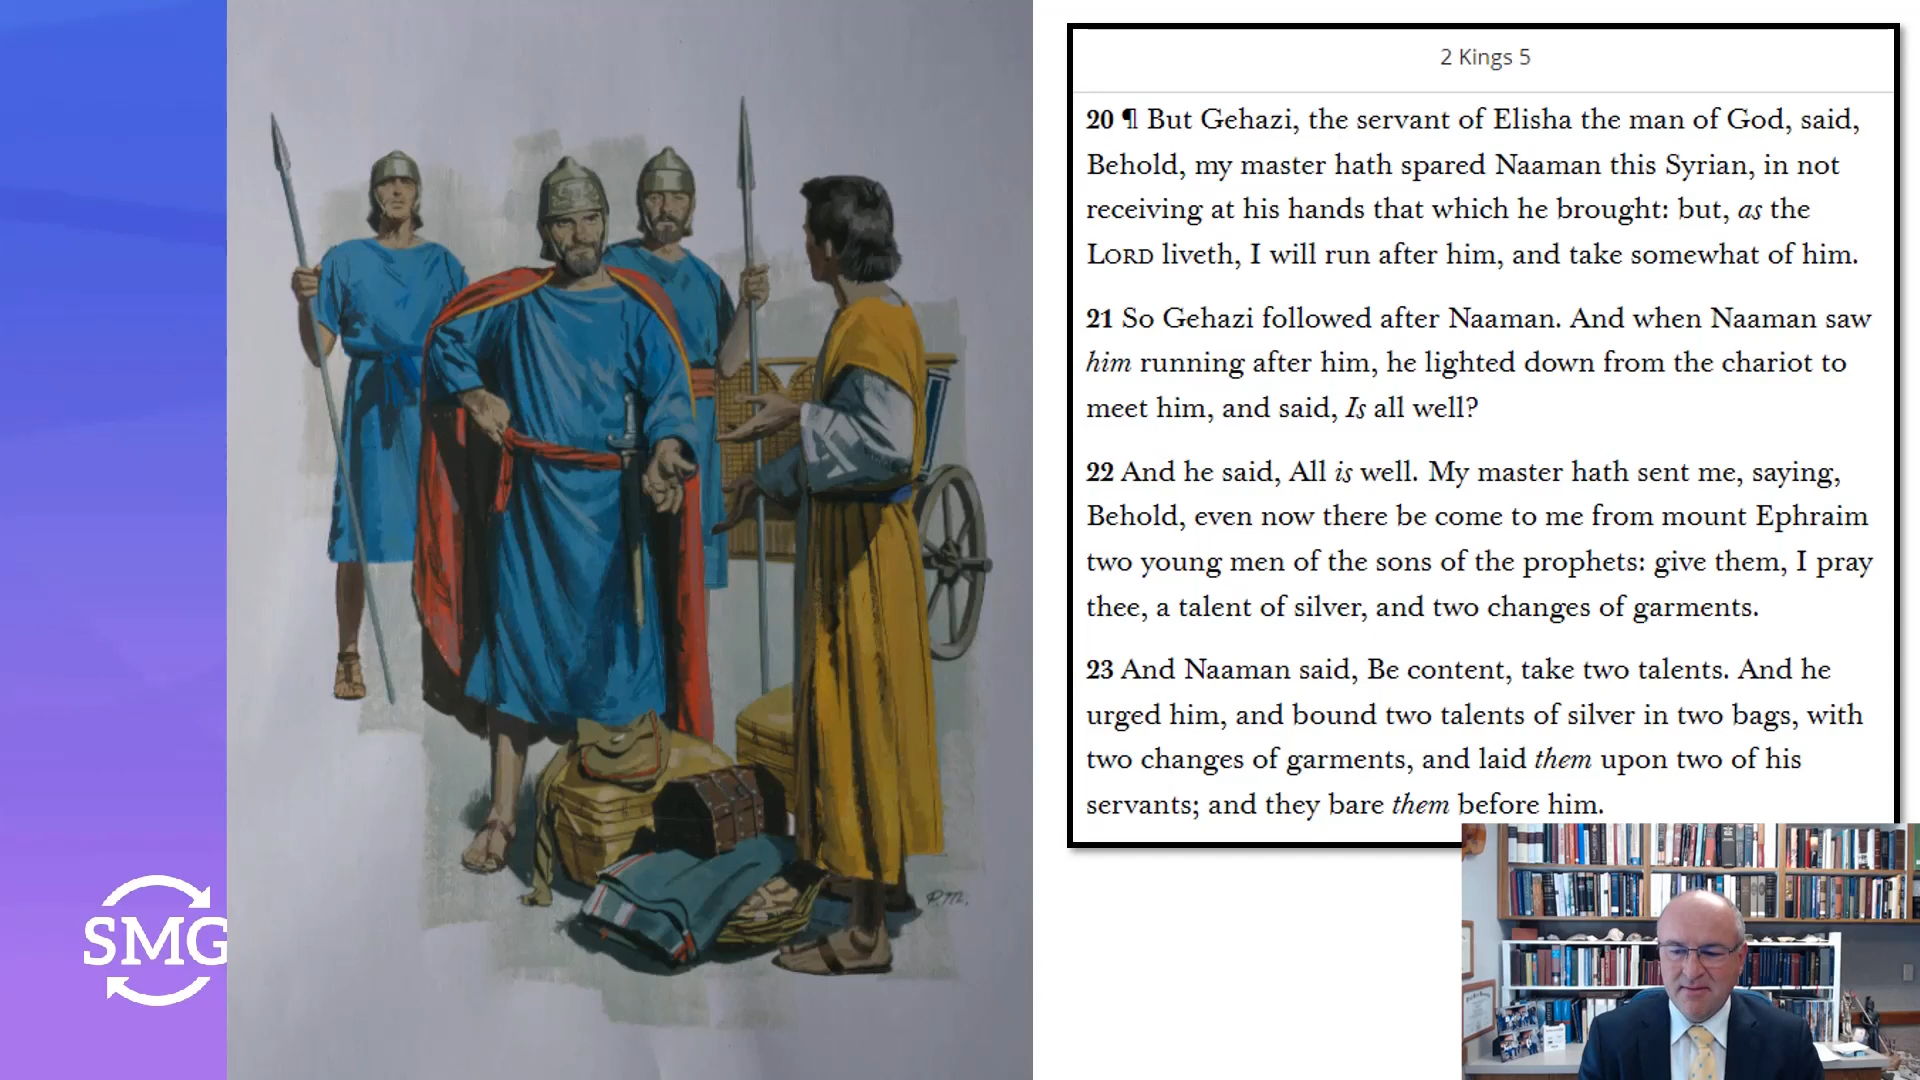 2 Kings 5
20 ¶ But Gehazi, the servant of Elisha the man of God, said,
Behold, my master hath spared Naaman this Syrian, in not
receiving at his hands that which he brought: but, as the
LORD liveth, I will run after him, and take somewhat of him.
21 So Gehazi followed after Naaman. And when Naaman saw
him running after him, he lighted down from the chariot to
meet him, and said, Is all well?
22 And he said, All is well. My master hath sent me, saying,
Behold, even now there be come to me from mount Ephraim
two young men of the sons of the prophets: give them, I pray
thee, a talent of silver, and two changes of garments.
23 And Naaman said, Be content, take two talents. And he
urged him, and bound two talents of silver in two bags, with
two changes of garments, and laid them upon two of his
servants; and they bare them before him.
SMG